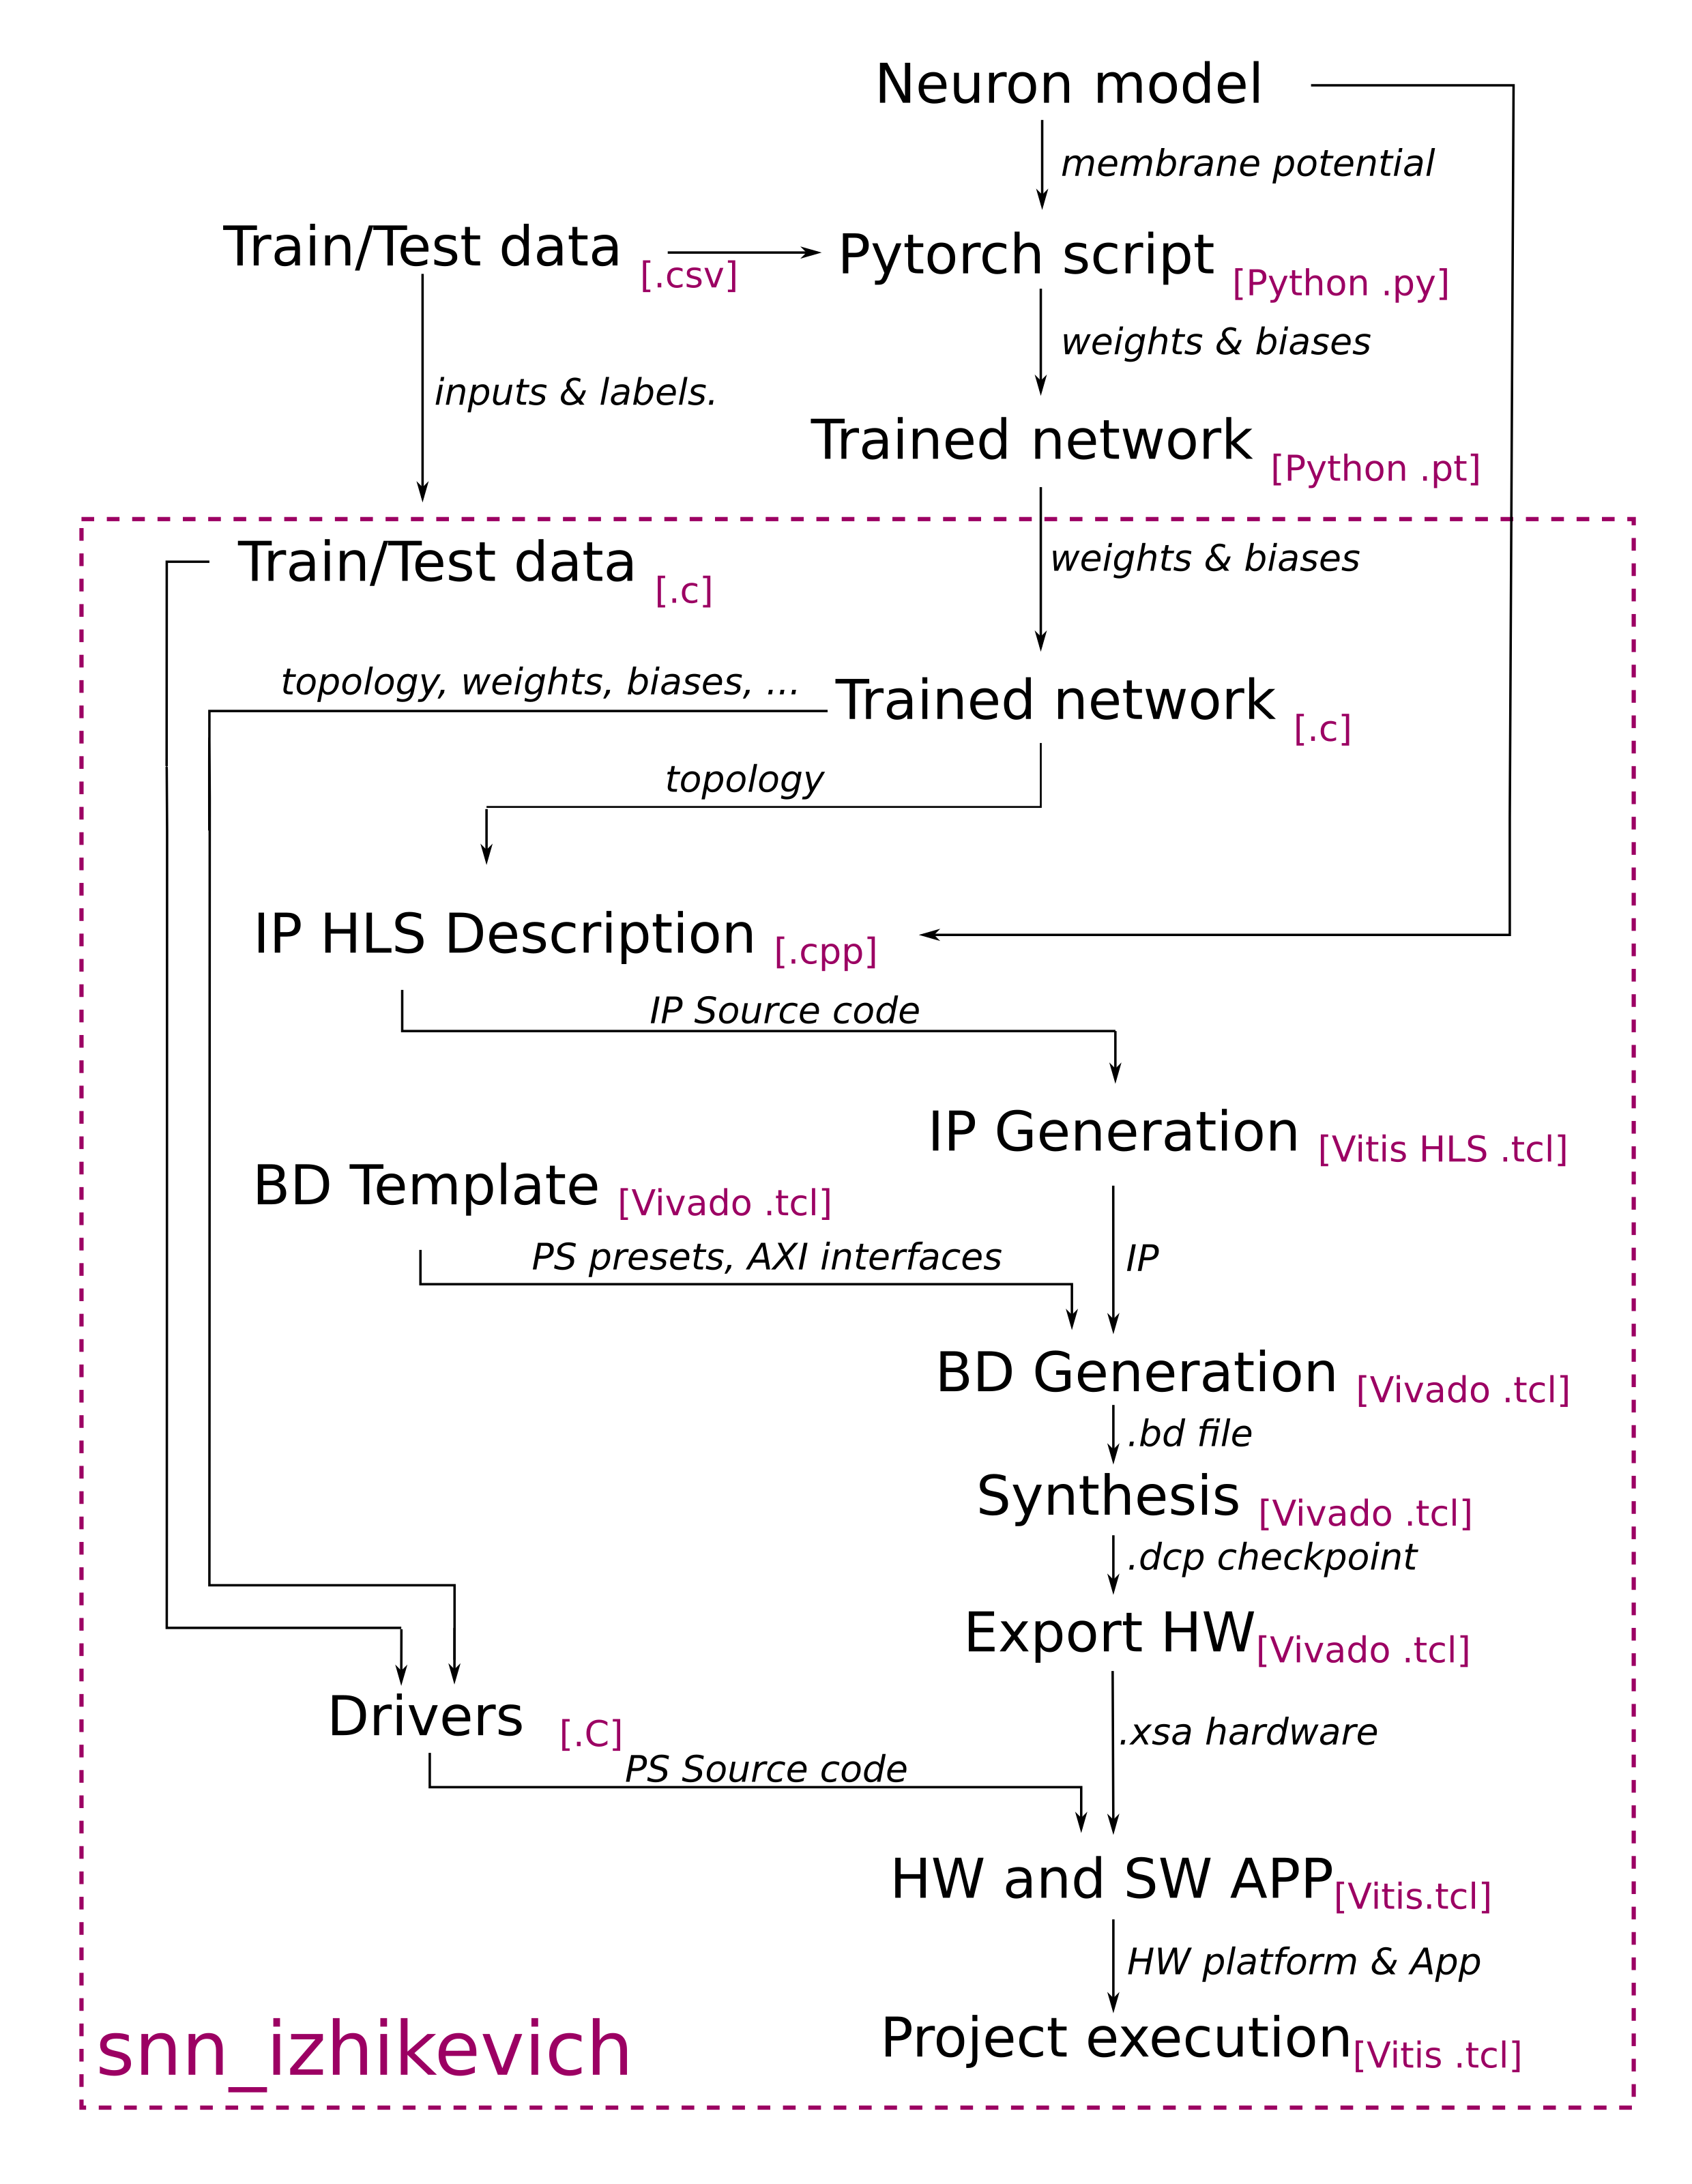 Neuron model
membrane potential
Train/Test data [.csv]
Pytorch script [Python .py]
weights & biases
inputs & labels.
Trained network [Python .pt]
Train/Test data [.c]
weights & biases
topology, weights, biases, ...
Trained network [.c]
topology
IP HLS Description [.cpp]
IP Source code
IP Generation [Vitis HLS .tcl]
BD Template [Vivado .tcl]
PS presets, AXI interfaces
IP
BD Generation [Vivado .tcl]
.bd file
Synthesis [Vivado .tcl]
.dcp checkpoint
Export HW [Vivado .tcl]
Drivers [.C]
.xsa hardware
PS Source code
HW and SW APP [Vitis.tcl]
HW platform & App
Project execution [Vitis .tcl]
snn_izhikevich